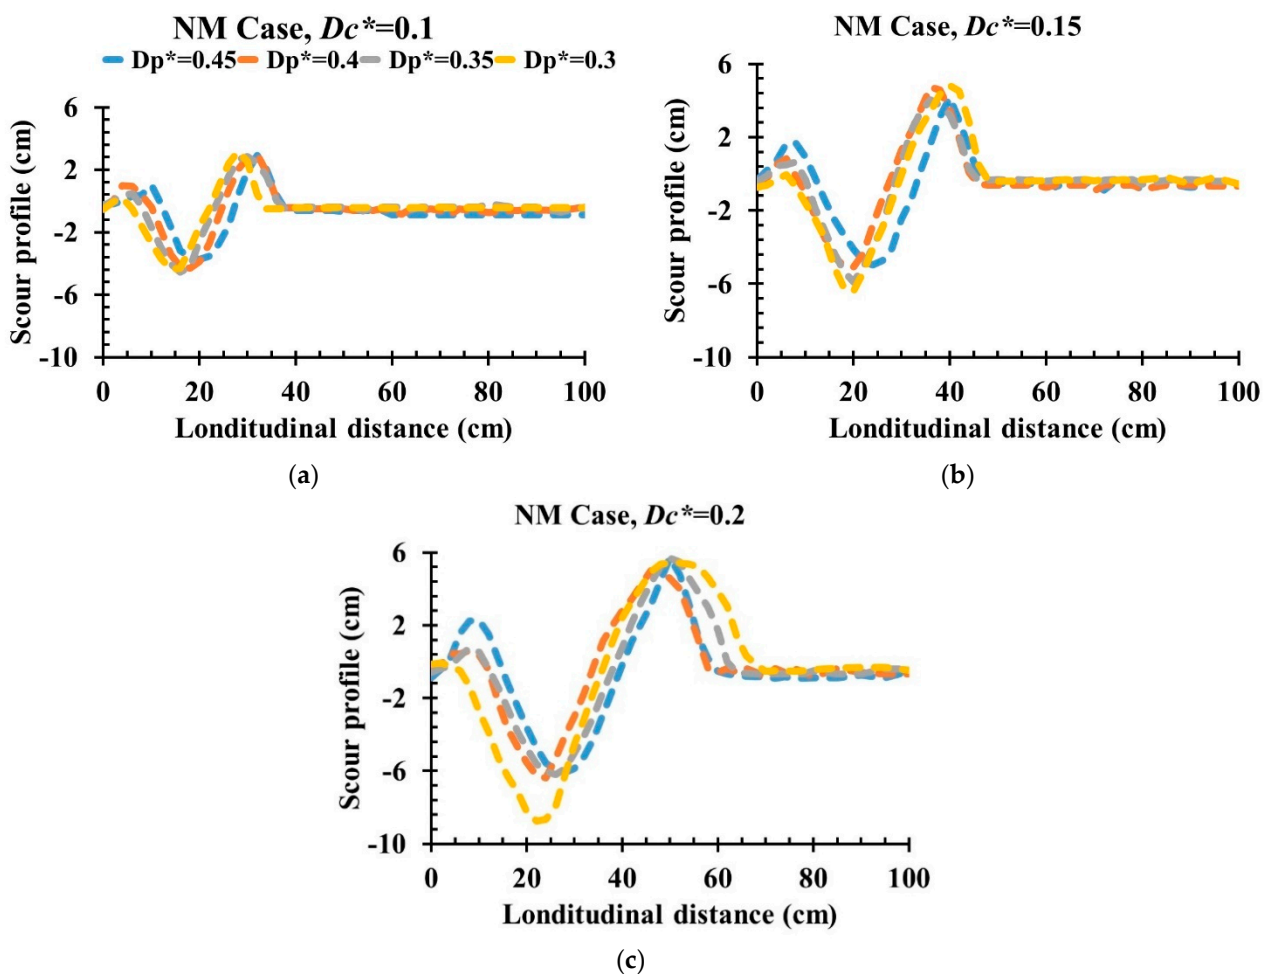 NM Case, Dc*=0.1
Dp*=0.45 Dp*=0.4 Dp*=0.35 Dp*=0.3
Scour profile (cm)
6
2
-2
-6
-10
0 20 40 60 80 100
Londitudinal distance (cm)
(a)
NM Case, Dc*=0.15
Scour profile (cm)
6
2
-2
-6
-10
0 20 40 60 80 100
Londitudinal distance (cm)
(b)
NM Case, Dc*=0.2
Scour profile (cm)
6
2
-2
-6
-10
0 20 40 60 80 100
Londitudinal distance (cm)
(c)